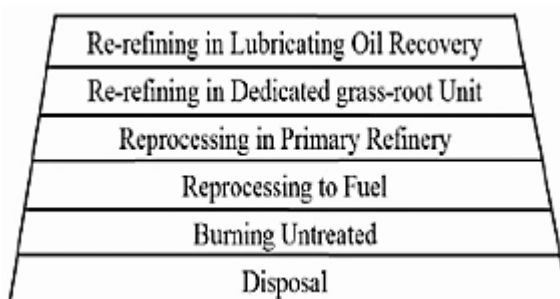 Re-refining in Lubricating Oil Recovery
Re-refining in Dedicated grass-root Unit
Reprocessing in Primary Refinery
Reprocessing to Fuel
Burning Untreated
Disposal